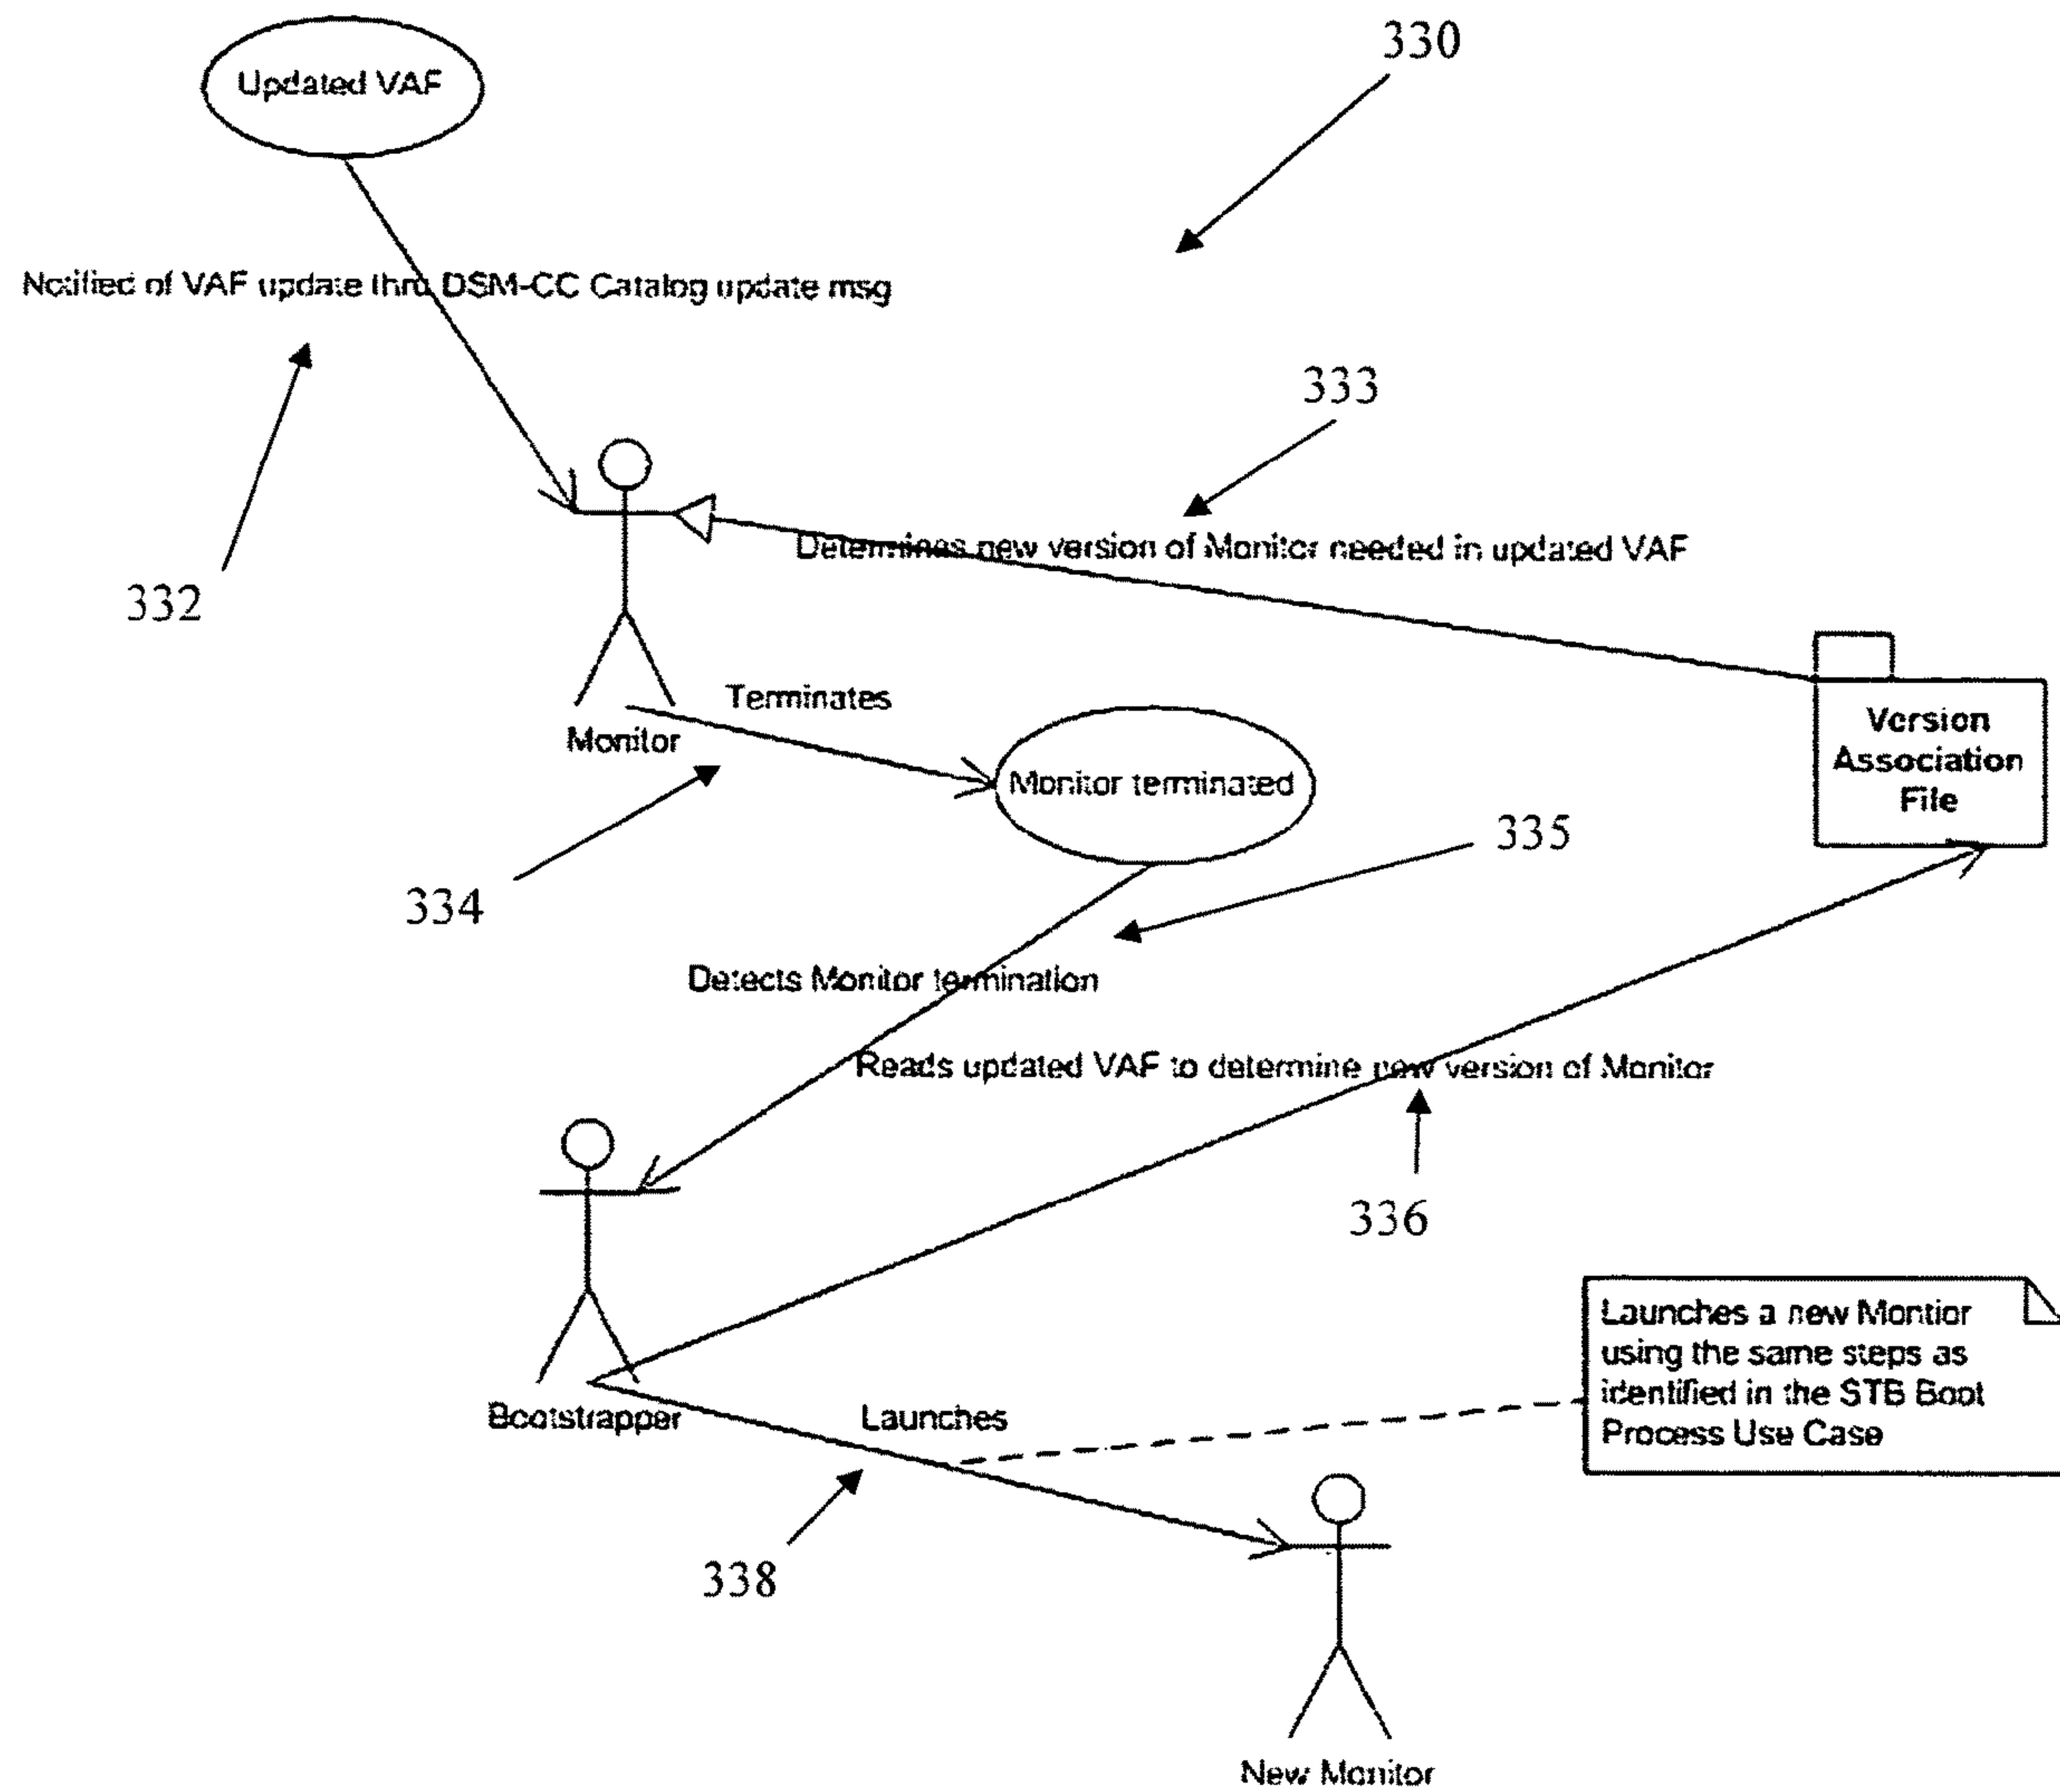 Updated VAF
330
Notified of VAF update thru DSM-CC Catalog update msg
333
332
Determines new version of Monitor needed in updated VAF
Terminates
Monitor
Version
Association
File
Monitor terminated
335
334
Detects Monitor termination
Reads updated VAF to determine new version of Monitor
336
Launches a new Montior
using the same steps as
identified in the STB Boot
Process Use Case
Bootstrapper
Launches
338
New Monitor